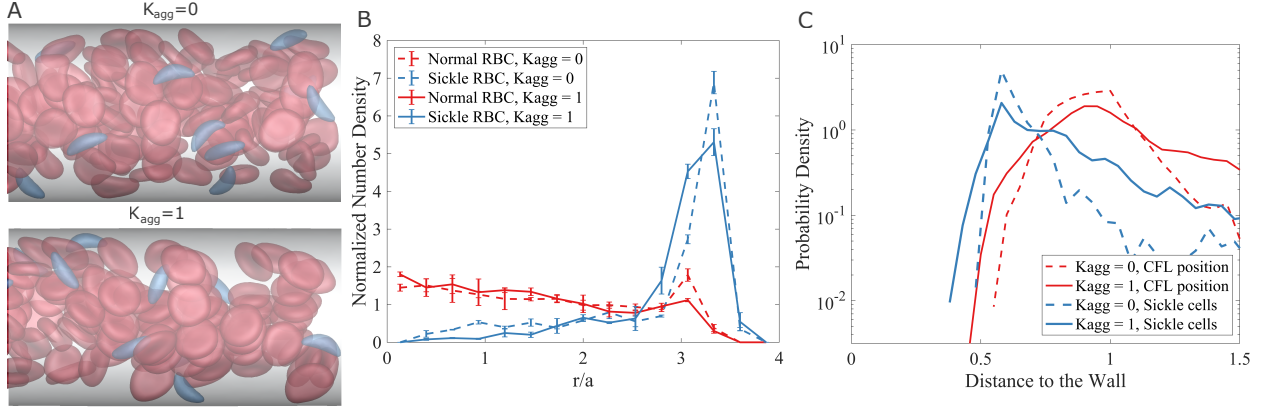 A
K_agg=0
K_agg=1
B
8
7
6
5
4
3
2
1
0
Normalized Number Density
Normal RBC, Kagg = 0
Sickle RBC, Kagg = 0
Normal RBC, Kagg = 1
Sickle RBC, Kagg = 1
0 1 2 3 4
r/a
C
10^1
10^0
10^-1
10^-2
Probability Density
Kagg = 0, CFL position
Kagg = 1, CFL position
Kagg = 0, Sickle cells
Kagg = 1, Sickle cells
0 0.5 1 1.5
Distance to the Wall